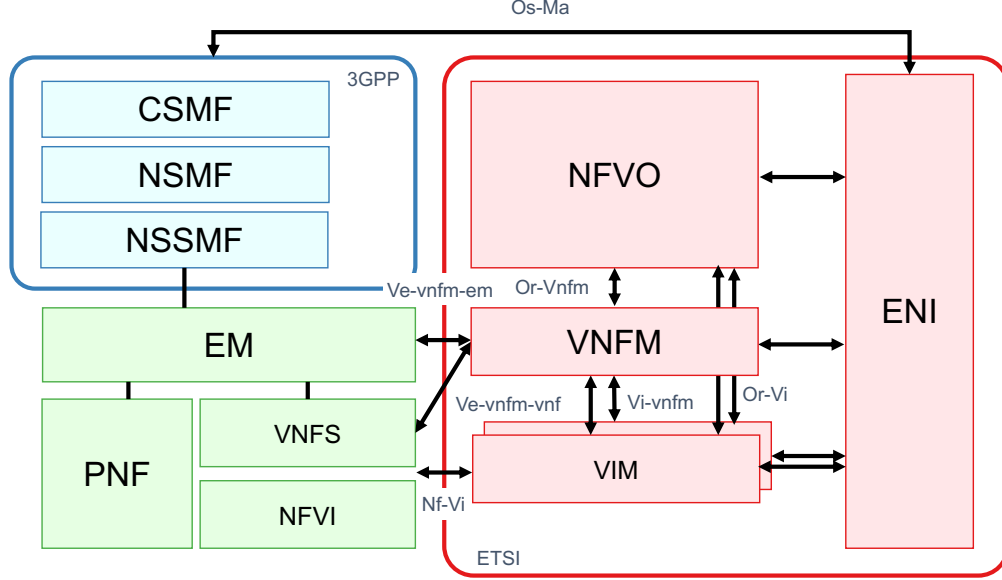 Os-Ma
3GPP
CSMF
NSMF
NSSMF
NFVO
ENI
Ve-vnfm-em
Or-Vnfm
EM
VNFM
Ve-vnfm-vnf
Vi-vnfm
Or-Vi
PNF
VNFS
VIM
NFVI
Nf-Vi
ETSI